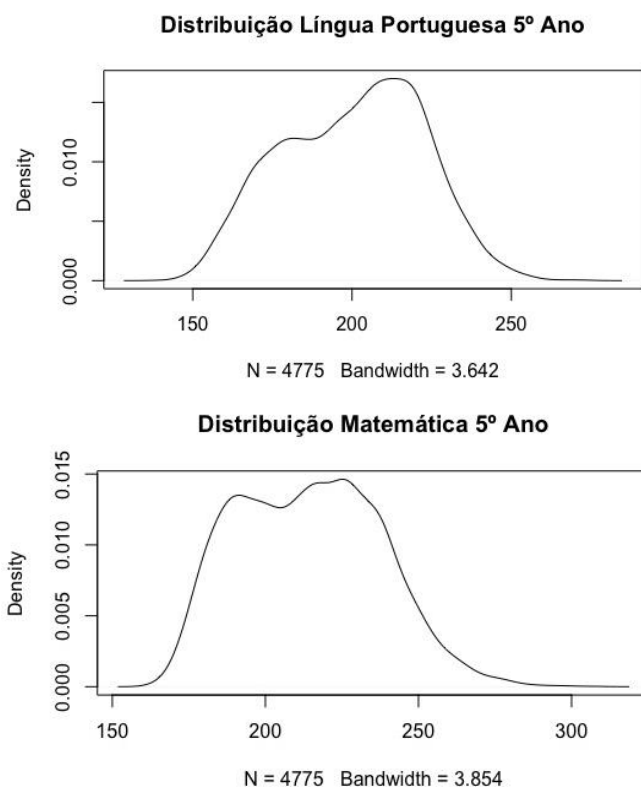 Distribuição Língua Portuguesa 5º Ano
Density
0.010
0.000
150 200 250
N = 4775 Bandwidth = 3.642
Distribuição Matemática 5º Ano
Density
0.015
0.010
0.005
0.000
150 200 250 300
N = 4775 Bandwidth = 3.854